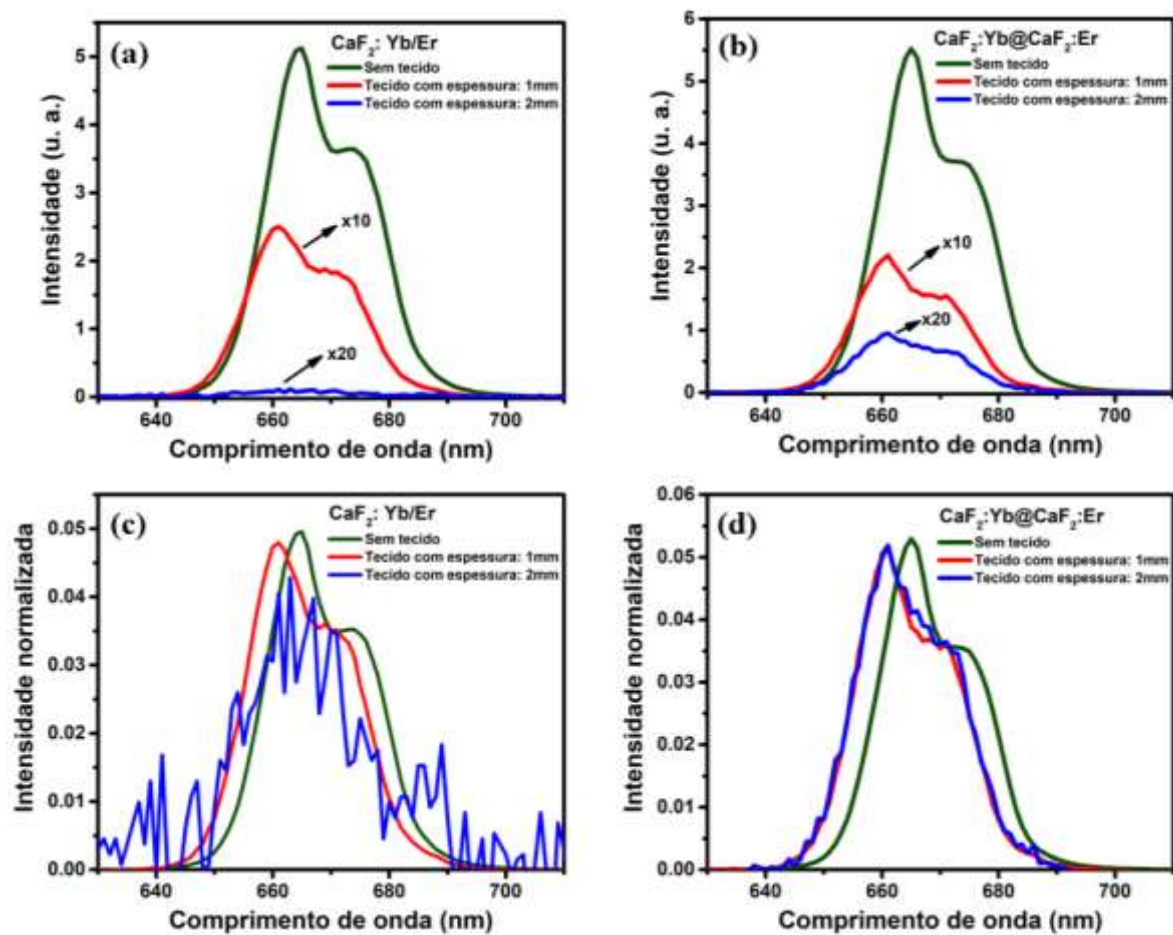 (a)
CaF₂: Yb/Er
Sem tecido
Tecido com espessura: 1mm
Tecido com espessura: 2mm
x10
x20
Intensidade (u. a.)
5
4
3
2
1
0
640 660 680 700
Comprimento de onda (nm)
(b)
CaF₂:Yb@CaF₂:Er
Sem tecido
Tecido com espessura: 1mm
Tecido com espessura: 2mm
x10
x20
Intensidade (u. a.)
6
5
4
3
2
1
0
640 660 680 700
Comprimento de onda (nm)
(c)
CaF₂: Yb/Er
Sem tecido
Tecido com espessura: 1mm
Tecido com espessura: 2mm
Intensidade normalizada
0.05
0.04
0.03
0.02
0.01
0.00
640 660 680 700
Comprimento de onda (nm)
(d)
CaF₂:Yb@CaF₂:Er
Sem tecido
Tecido com espessura: 1mm
Tecido com espessura: 2mm
Intensidade normalizada
0.06
0.05
0.04
0.03
0.02
0.01
0.00
640 660 680 700
Comprimento de onda (nm)